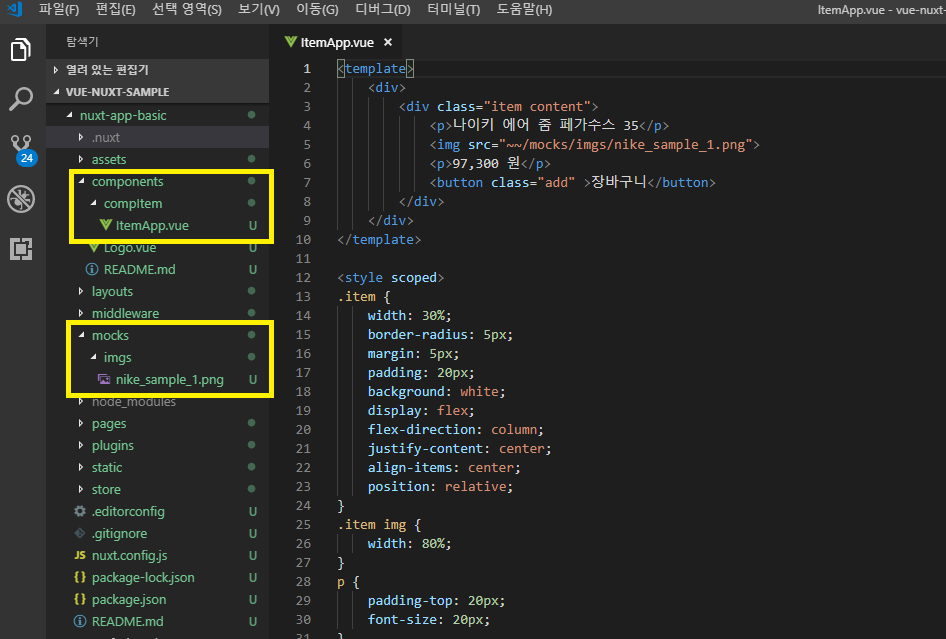 파일(F) 편집(E) 선택 영역(S) 보기(V) 이동(G) 디버그(D) 터미널(T) 도움말(H) ItemApp.vue - vue-nuxt-
탐색기
열려 있는 편집기
VUE-NUXT-SAMPLE
nuxt-app-basic
.nuxt
assets
components
compItem
ItemApp.vue U
Logo.vue U
README.md U
layouts
middleware
mocks
imgs
nike_sample_1.png U
node_modules
pages
plugins
static
store
.editorconfig U
.gitignore U
JS nuxt.config.js U
{} package-lock.json U
{} package.json U
README.md U
24
ItemApp.vue ×
1 <template>
2 <div>
3 <div class="item content">
4 <p>나이키 에어 줌 페가수스 35</p>
5 <img src="~~/mocks/imgs/nike_sample_1.png">
6 <p>97,300 원</p>
7 <button class="add" >장바구니</button>
8 </div>
9 </div>
10 </template>
11
12 <style scoped>
13 .item {
14 width: 30%;
15 border-radius: 5px;
16 margin: 5px;
17 padding: 20px;
18 background: white;
19 display: flex;
20 flex-direction: column;
21 justify-content: center;
22 align-items: center;
23 position: relative;
24 }
25 .item img {
26 width: 80%;
27 }
28 p {
29 padding-top: 20px;
30 font-size: 20px;
31 }